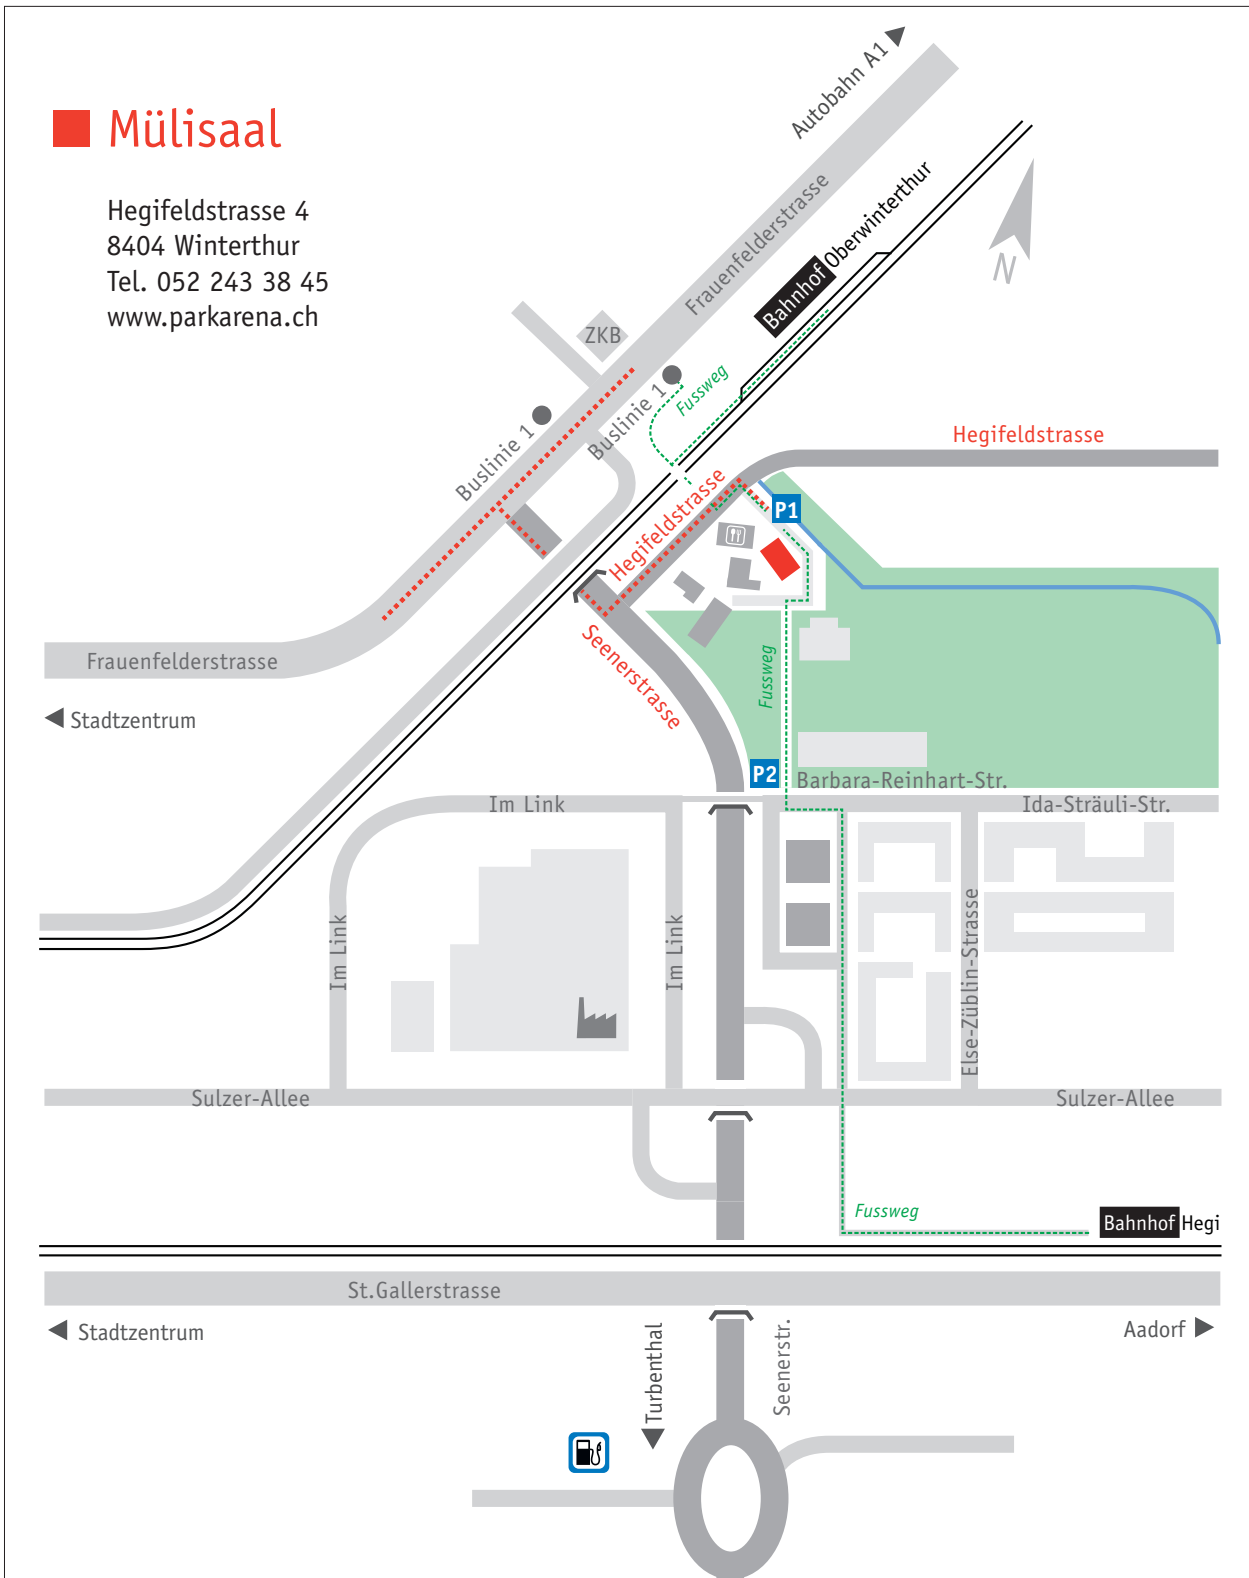 Mülisaal
Hegifeldstrasse 4
8404 Winterthur
Tel. 052 243 38 45
www.parkarena.ch
Autobahn A1
Frauenfelderstrasse
Bahnhof Oberwinterthur
N
ZKB
Buslinie 1
Buslinie 1
Fussweg
Hegifeldstrasse
Hegifeldstrasse
P1
Seenerstrasse
Frauenfelderstrasse
Stadtzentrum
Fussweg
P2
Barbara-Reinhart-Str.
Im Link
Ida-Sträuli-Str.
Im Link
Im Link
Else-Züblin-Strasse
Sulzer-Allee
Sulzer-Allee
Fussweg
Bahnhof Hegi
St.Gallerstrasse
Stadtzentrum
Aadorf
Turbenthal
Seenerstr.